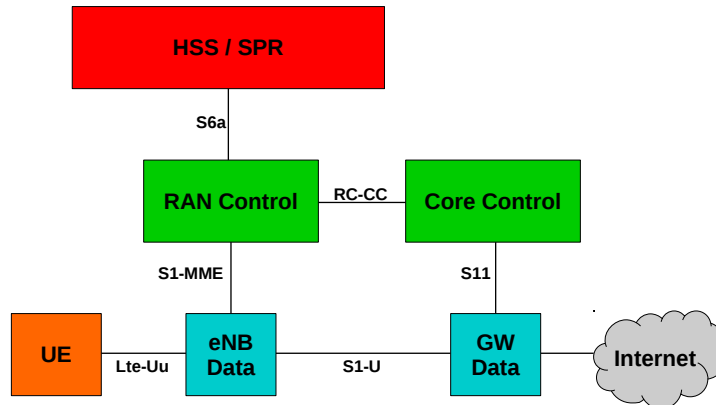 HSS / SPR
S6a
RAN Control
RC-CC
Core Control
S1-MME
S11
UE
Lte-Uu
eNB
Data
S1-U
GW
Data
Internet